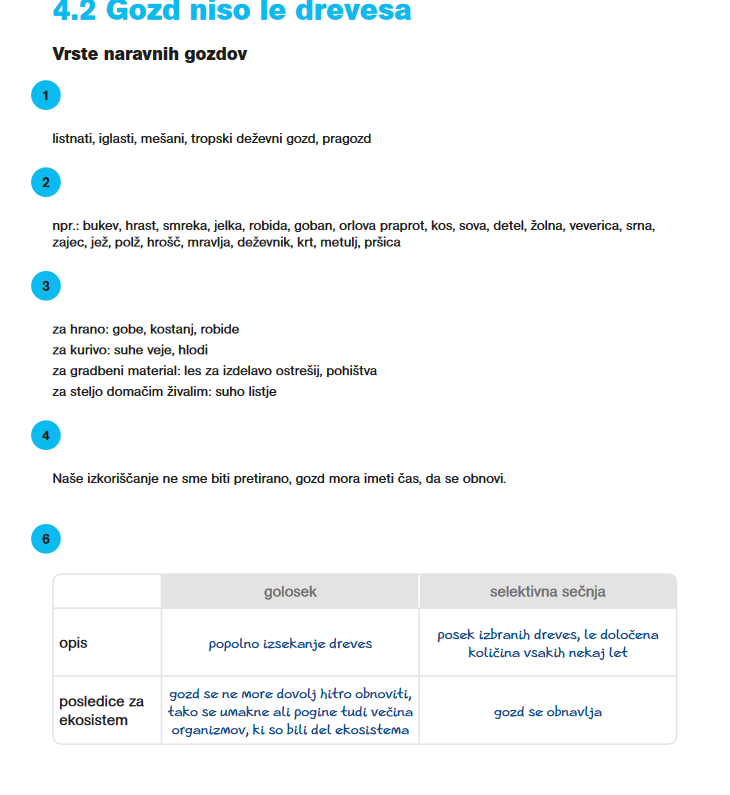 4.2 Gozd niso le drevesa
Vrste naravnih gozdov
1
listnati, iglasti, mešani, tropski deževni gozd, pragozd
2
npr.: bukev, hrast, smreka, jelka, robida, goban, orlova praprot, kos, sova, detel, žolna, veverica, srna,
zajec, jež, polž, hrošč, mravlja, deževnik, krt, metulj, pršica
3
za hrano: gobe, kostanj, robide
za kurivo: suhe veje, hlodi
za gradbeni material: les za izdelavo ostrešij, pohištva
za steljo domačim živalim: suho listje
4
Naše izkoriščanje ne sme biti pretirano, gozd mora imeti čas, da se obnovi.
6
golosek selektivna sečnja
opis
popolno izsekanje dreves
posek izbranih dreves, le določena
količina vsakih nekaj let
posledice za
ekosistem
gozd se ne more dovolj hitro obnoviti,
tako se umakne ali pogine tudi večina
organizmov, ki so bili del ekosistema
gozd se obnavlja